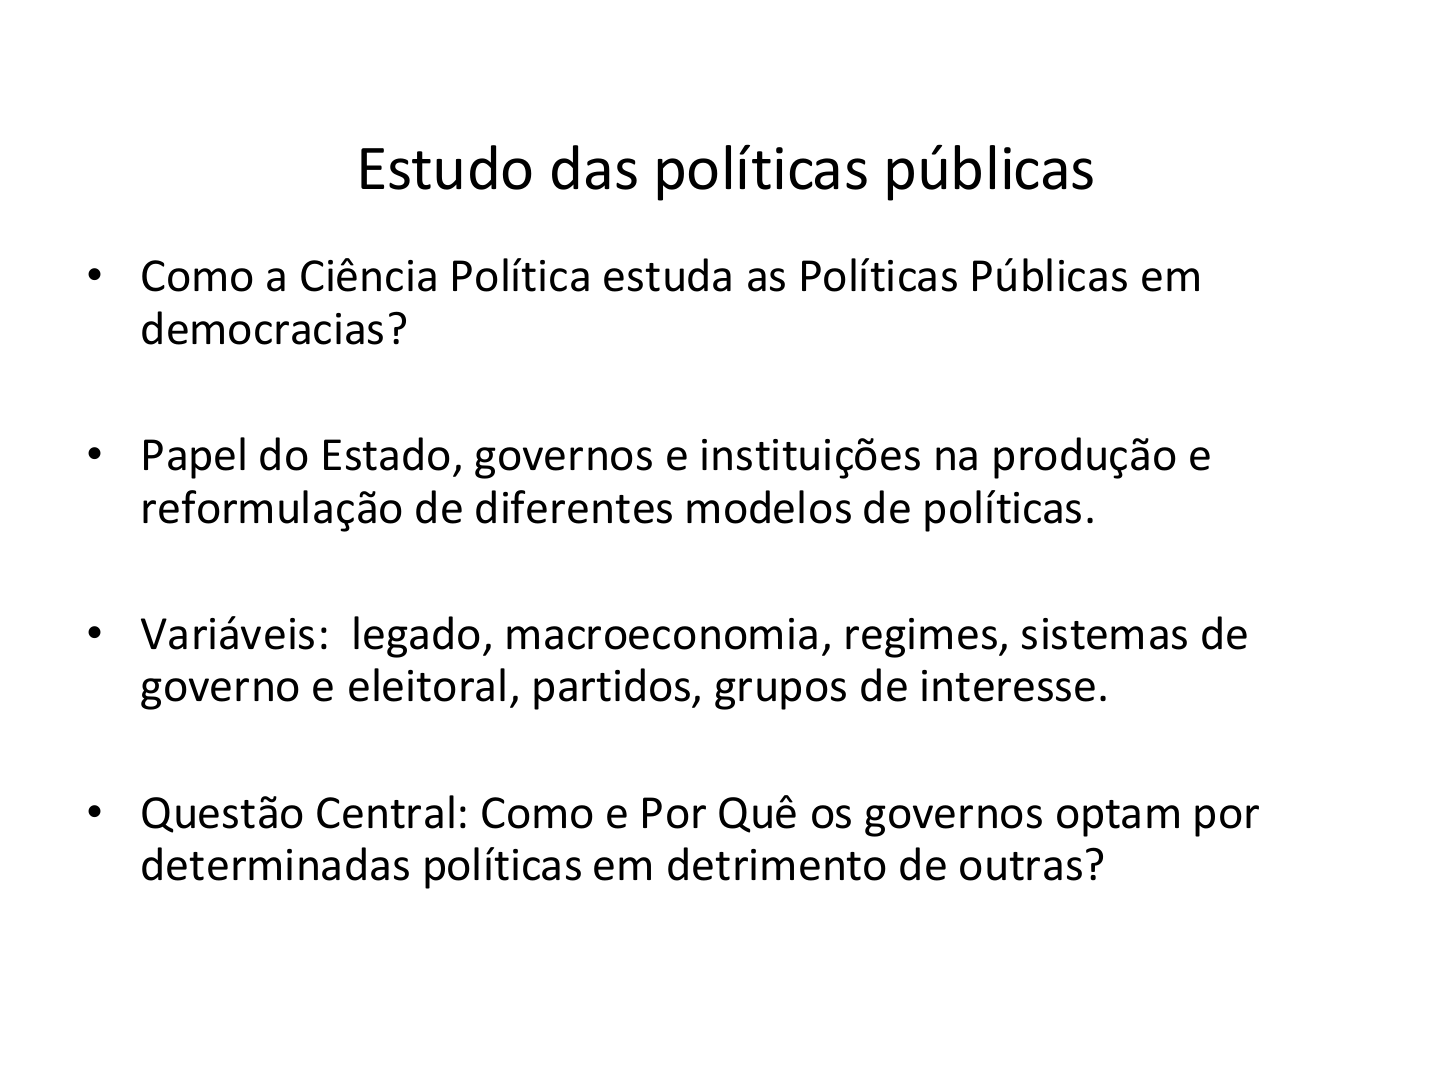 Estudo das políticas públicas
• Como a Ciência Política estuda as Políticas Públicas em
democracias?
• Papel do Estado, governos e instituições na produção e
reformulação de diferentes modelos de políticas.
• Variáveis:  legado, macroeconomia, regimes, sistemas de
governo e eleitoral, partidos, grupos de interesse.
• Questão Central: Como e Por Quê os governos optam por
determinadas políticas em detrimento de outras?